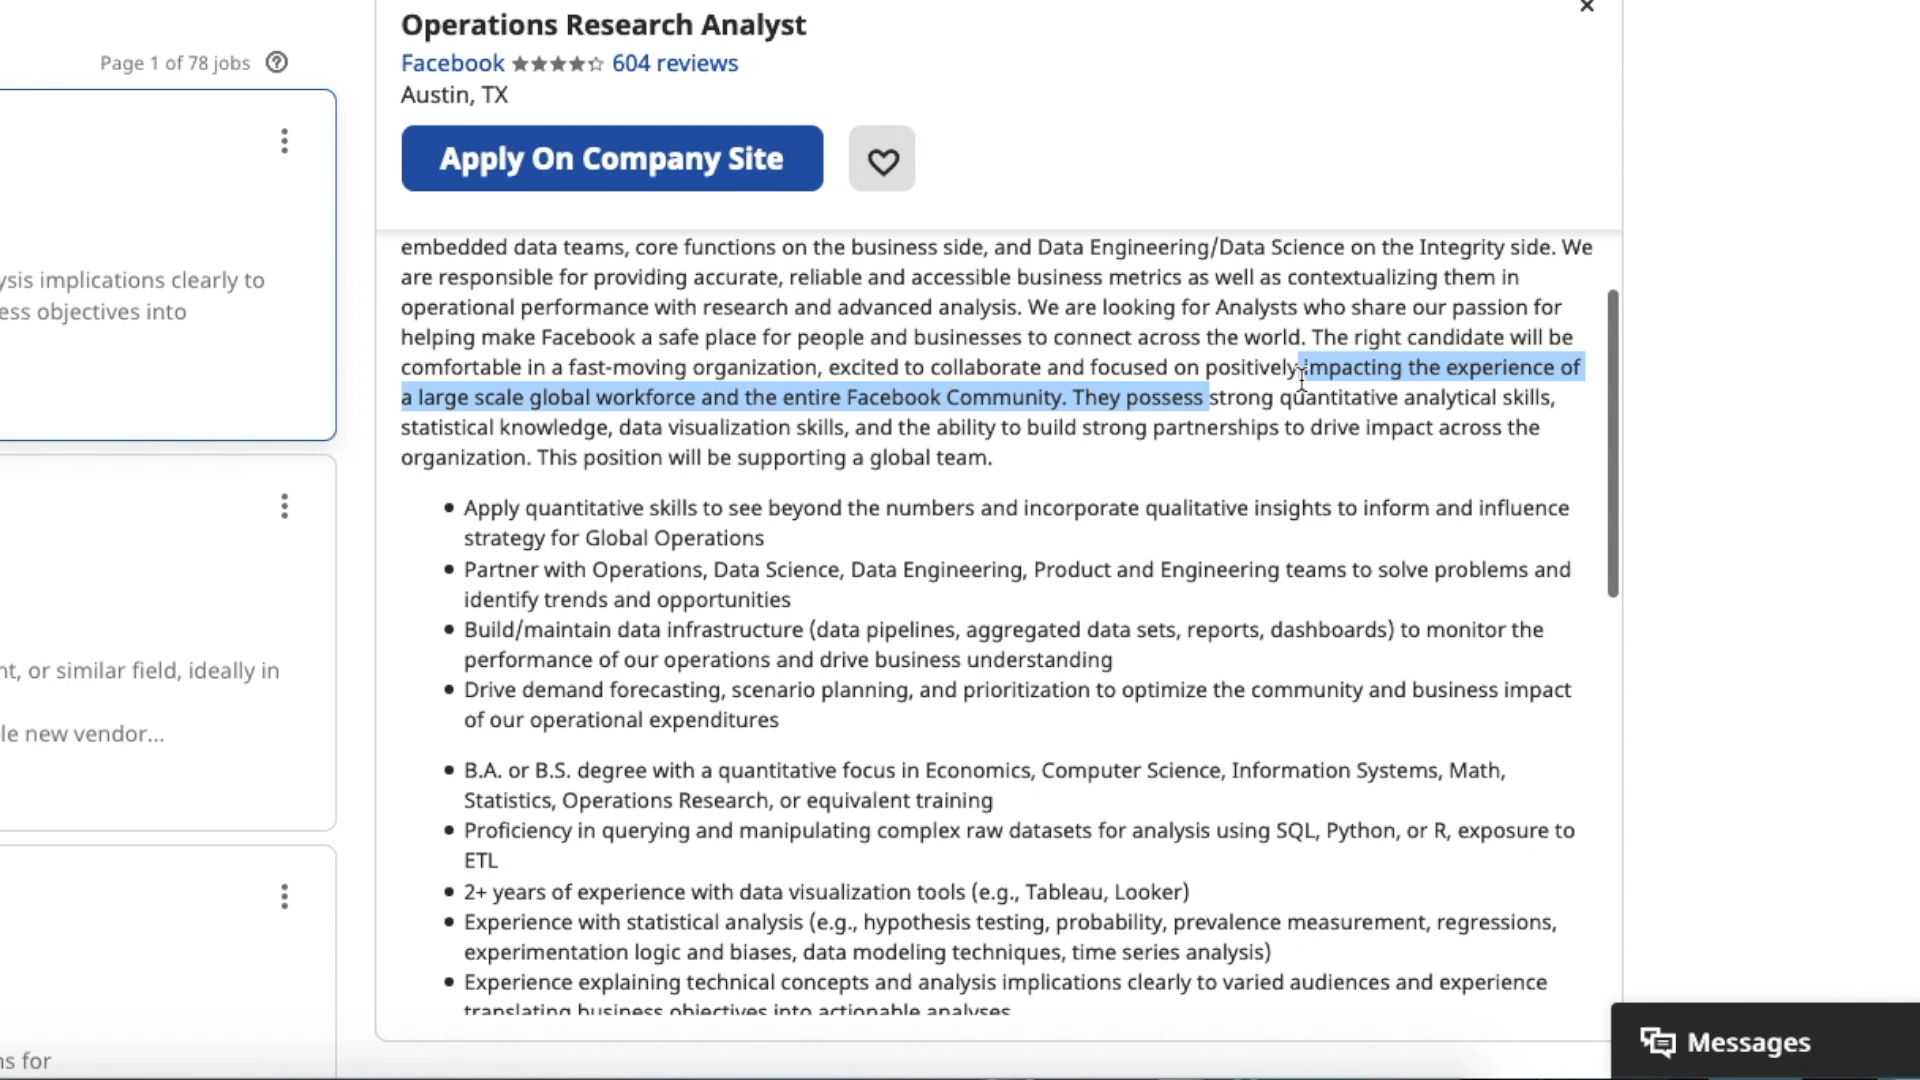 Page 1 of 78 jobs
ysis implications clearly to
ess objectives into
nt, or similar field, ideally in
le new vendor...
ns for
Operations Research Analyst
Facebook 604 reviews
Austin, TX
Apply On Company Site
embedded data teams, core functions on the business side, and Data Engineering/Data Science on the Integrity side. We
are responsible for providing accurate, reliable and accessible business metrics as well as contextualizing them in
operational performance with research and advanced analysis. We are looking for Analysts who share our passion for
helping make Facebook a safe place for people and businesses to connect across the world. The right candidate will be
comfortable in a fast-moving organization, excited to collaborate and focused on positively impacting the experience of
a large scale global workforce and the entire Facebook Community. They possess strong quantitative analytical skills,
statistical knowledge, data visualization skills, and the ability to build strong partnerships to drive impact across the
organization. This position will be supporting a global team.
Apply quantitative skills to see beyond the numbers and incorporate qualitative insights to inform and influence
strategy for Global Operations
Partner with Operations, Data Science, Data Engineering, Product and Engineering teams to solve problems and
identify trends and opportunities
Build/maintain data infrastructure (data pipelines, aggregated data sets, reports, dashboards) to monitor the
performance of our operations and drive business understanding
Drive demand forecasting, scenario planning, and prioritization to optimize the community and business impact
of our operational expenditures
B.A. or B.S. degree with a quantitative focus in Economics, Computer Science, Information Systems, Math,
Statistics, Operations Research, or equivalent training
Proficiency in querying and manipulating complex raw datasets for analysis using SQL, Python, or R, exposure to
ETL
2+ years of experience with data visualization tools (e.g., Tableau, Looker)
Experience with statistical analysis (e.g., hypothesis testing, probability, prevalence measurement, regressions,
experimentation logic and biases, data modeling techniques, time series analysis)
Experience explaining technical concepts and analysis implications clearly to varied audiences and experience
translating business objectives into actionable analyses
Messages